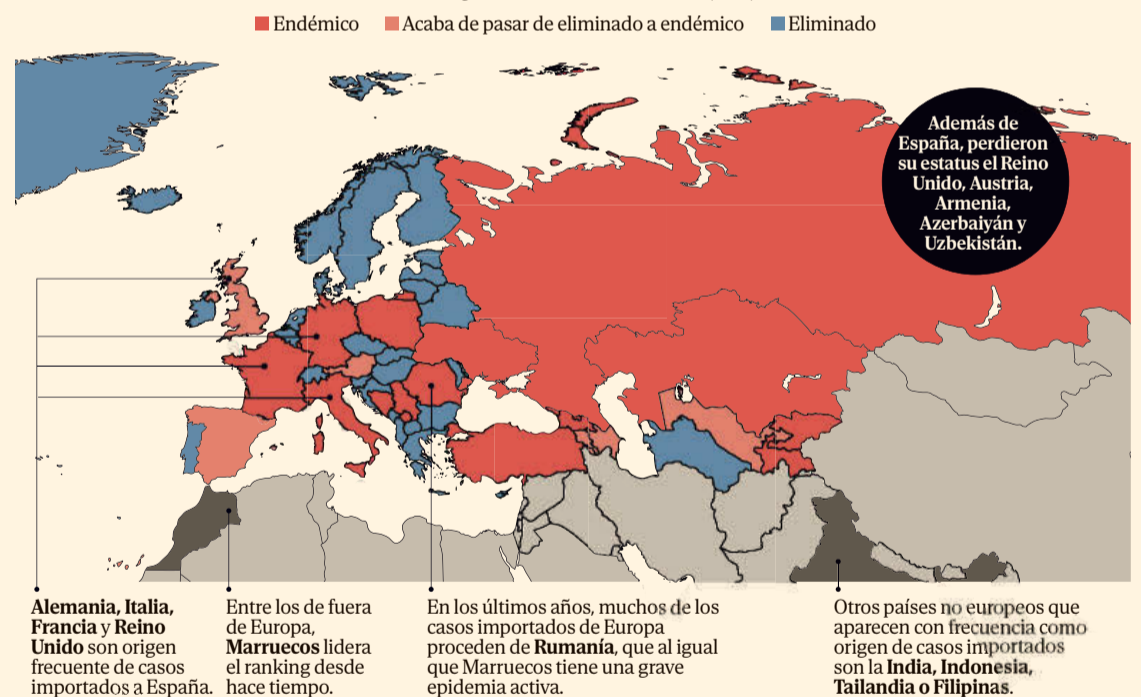 Endémico
Acaba de pasar de eliminado a endémico
Eliminado
Además de
España, perdieron
su estatus el Reino
Unido, Austria,
Armenia,
Azerbaiyán y
Uzbekistán.
Alemania, Italia,
Francia y Reino
Unido son origen
frecuente de casos
importados a España.
Entre los de fuera
de Europa,
Marruecos lidera
el ranking desde
hace tiempo.
En los últimos años, muchos de los
casos importados de Europa
proceden de Rumanía, que al igual
que Marruecos tiene una grave
epidemia activa.
Otros países no europeos que
aparecen con frecuencia como
origen de casos importados
son la India, Indonesia,
Tailandia o Filipinas.